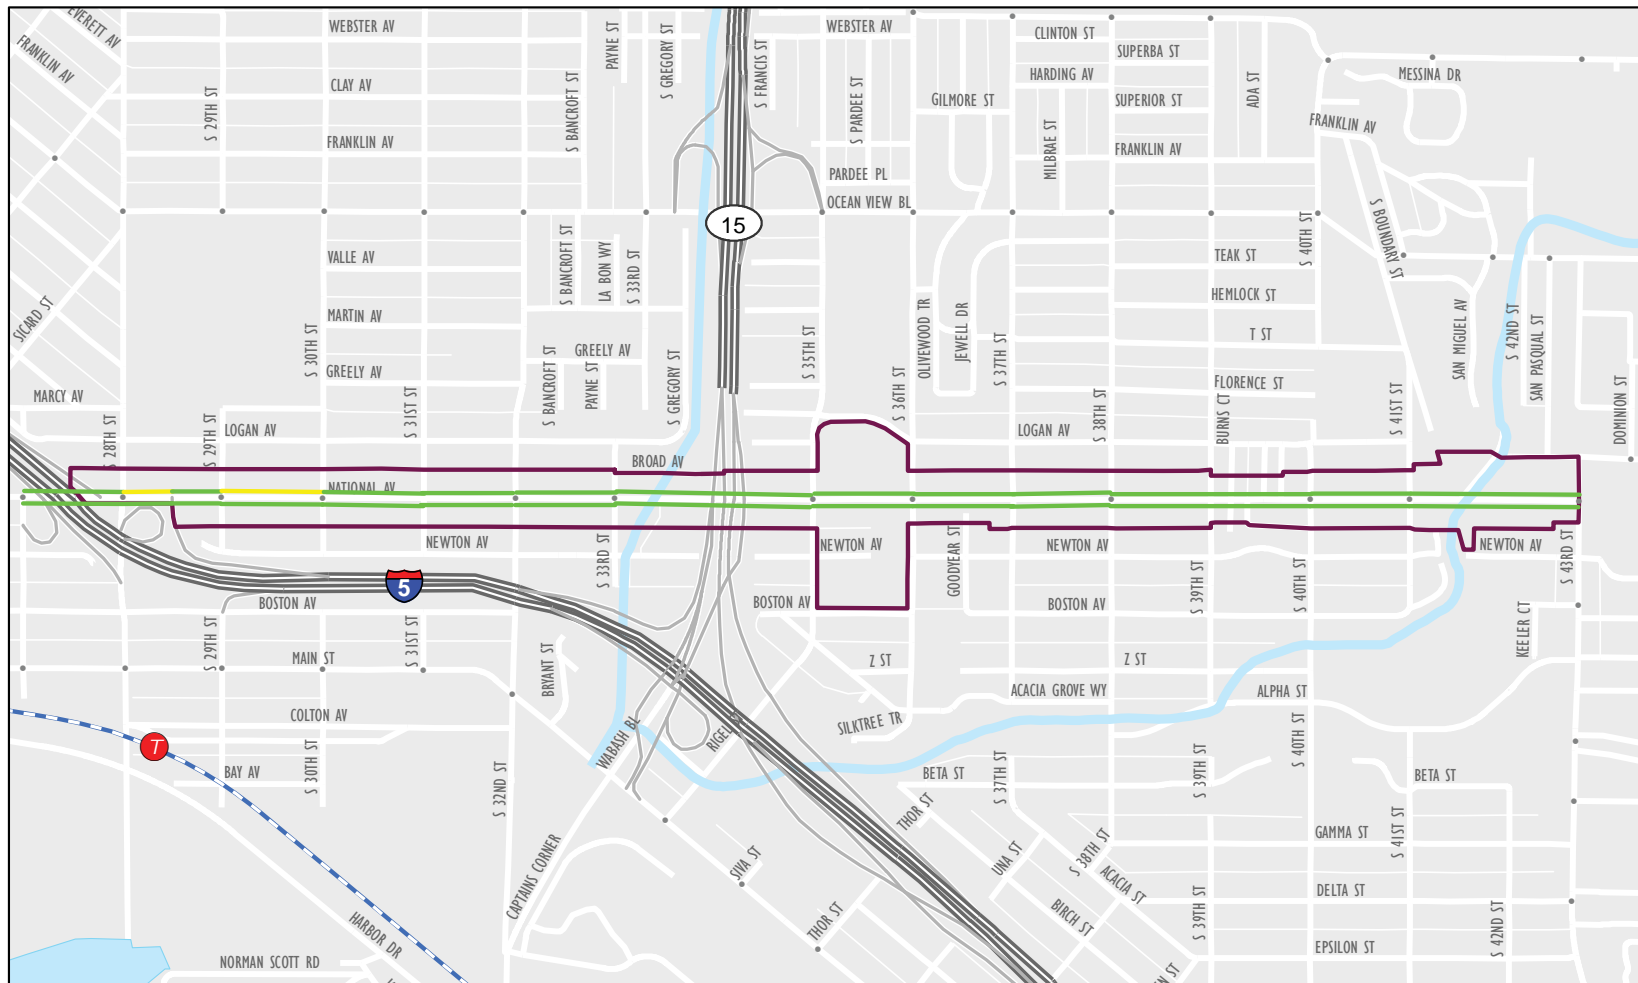 EVERETT AV
WEBSTER AV
PAYNE ST
S GREGORY ST
S FRANCIS ST
WEBSTER AV
CLINTON ST
SUPERBA ST
FRANKLIN AV
CLAY AV
S 29TH ST
S BANCROFT ST
S PARDEE ST
GILMORE ST
HARDING AV
SUPERIOR ST
ADA ST
MESSINA DR
FRANKLIN AV
MILBRAE ST
FRANKLIN AV
FRANKLIN AV
PARDEE PL
OCEAN VIEW BL
15
S BOUNDARY ST
S 40TH ST
VALLE AV
S BANCROFT ST
LA BON WY
S 33RD ST
TEAK ST
HEMLOCK ST
SICARD ST
MARTIN AV
S 30TH ST
S 35TH ST
OLIVEWOOD TR
JEWELL DR
S 37TH ST
T ST
SAN MIGUEL AV
S 42ND ST
SAN PASQUAL ST
GREELY AV
GREELY AV
S BANCROFT ST
PAYNE ST
S GREGORY ST
S 36TH ST
FLORENCE ST
MARCY AV
S 31ST ST
S 28TH ST
S 29TH ST
LOGAN AV
LOGAN AV
S 38TH ST
BURNS CT
S 41ST ST
DOMINION ST
BROAD AV
NATIONAL AV
NEWTON AV
S 33RD ST
NEWTON AV
GOODYEAR ST
NEWTON AV
S 39TH ST
S 40TH ST
NEWTON AV
S 43RD ST
5
BOSTON AV
BOSTON AV
BOSTON AV
S 29TH ST
S 31ST ST
KEELER CT
MAIN ST
BRYANT ST
Z ST
Z ST
ACACIA GROVE WY
ALPHA ST
COLTON AV
WABASH BL
SILKTREE TR
S 40TH ST
T
BAY AV
S 30TH ST
S 32ND ST
BETA ST
S 37TH ST
S 39TH ST
BETA ST
THOR ST
S 41ST ST
GAMMA ST
CAPTAINS CORNER
SIVA ST
UNA ST
S 38TH ST
ACACIA ST
DELTA ST
HARBOR DR
THOR ST
BIRCH ST
S 39TH ST
S 42ND ST
NORMAN SCOTT RD
EPSILON ST